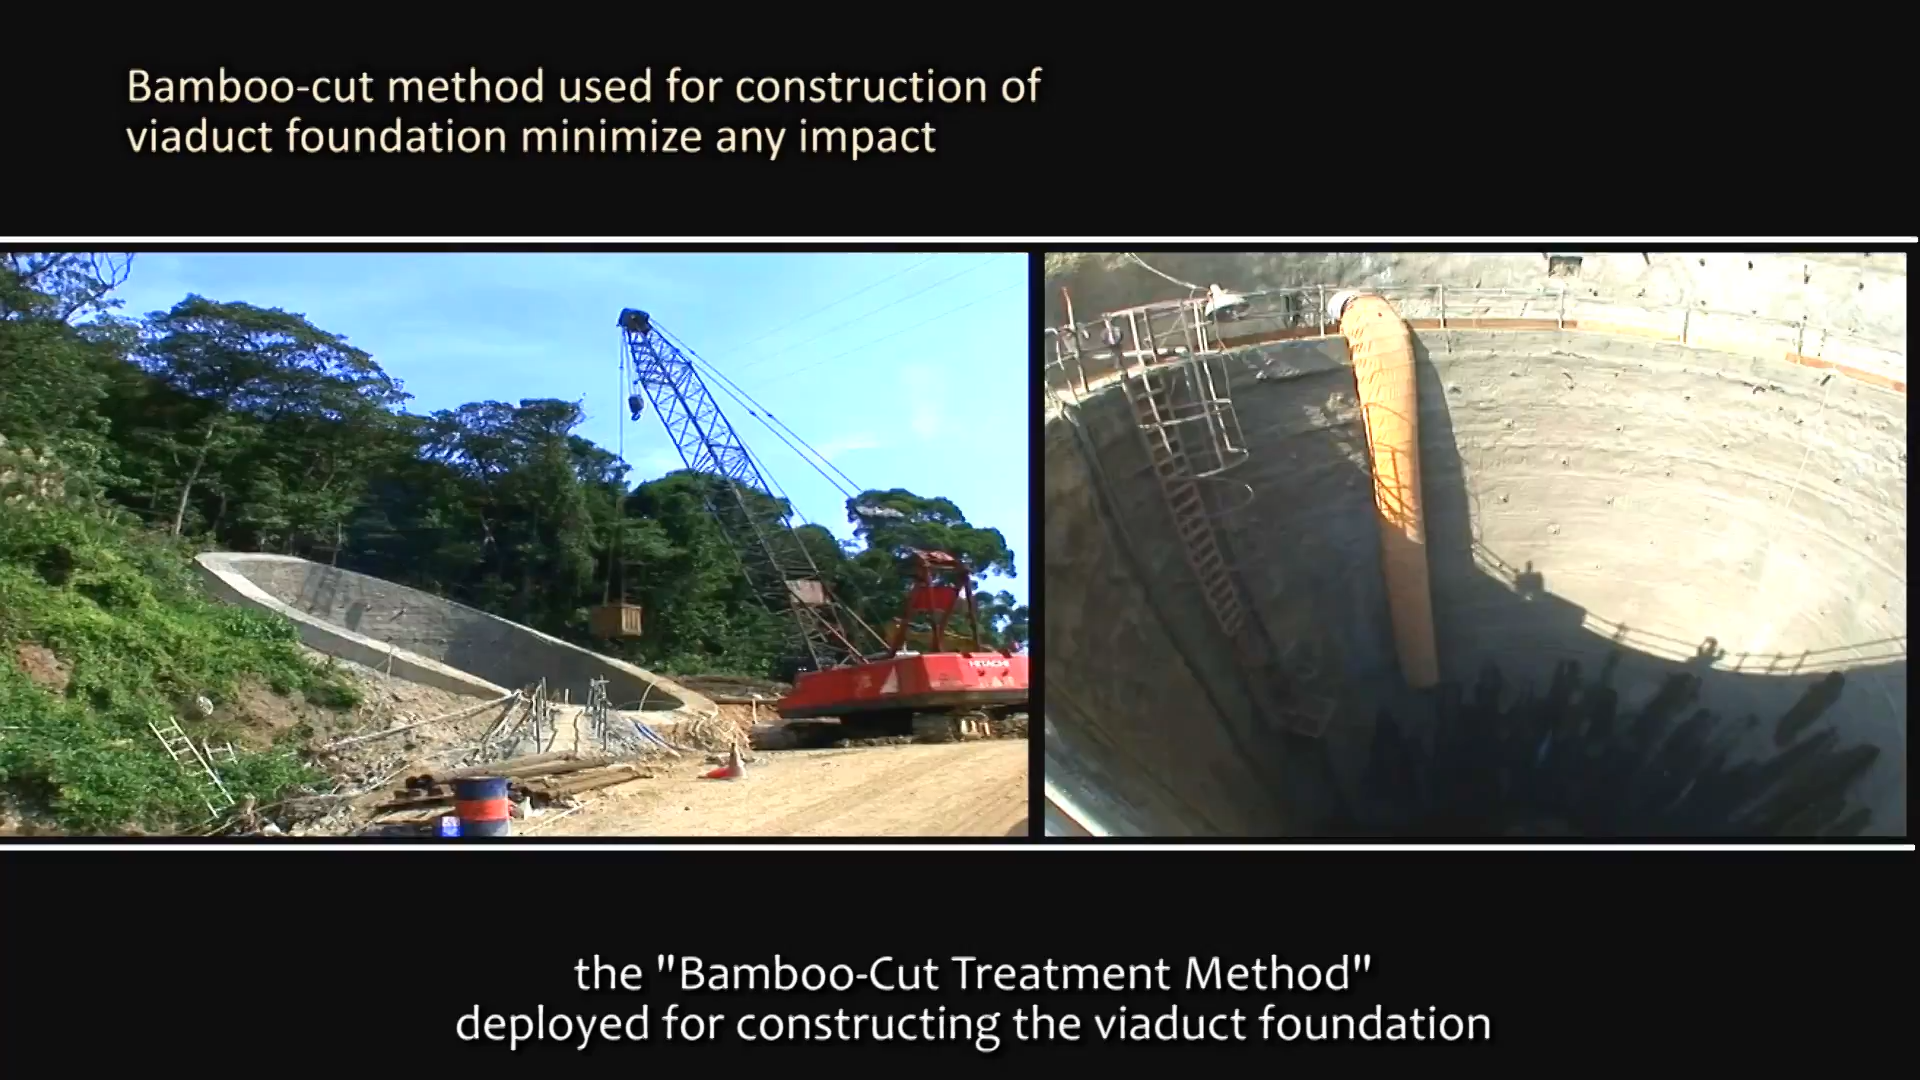 Bamboo-cut method used for construction of
viaduct foundation minimize any impact
HITACHI
the "Bamboo-Cut Treatment Method"
deployed for constructing the viaduct foundation